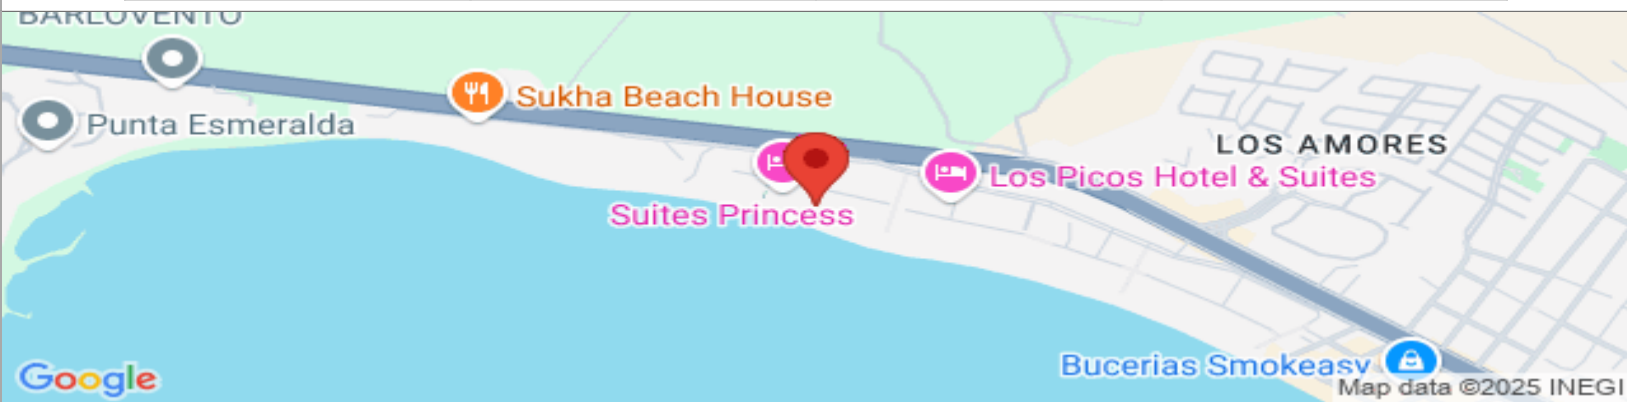 BARLOVENTO
Sukha Beach House
Punta Esmeralda
LOS AMORES
Los Picos Hotel & Suites
Suites Princess
Bucerias Smokeasy
Google
Map data ©2025 INEGI